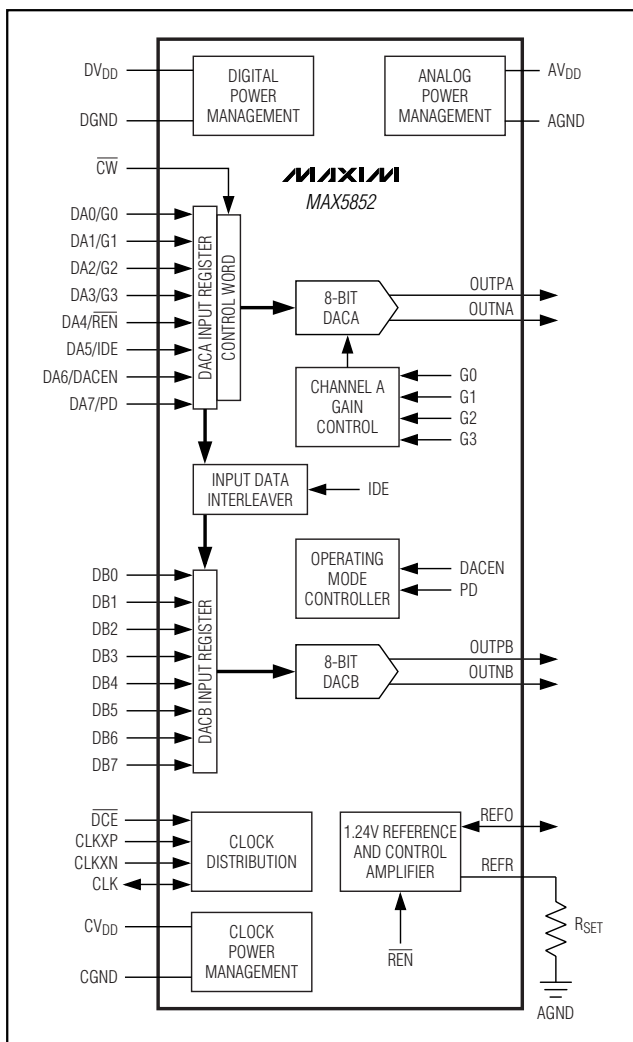 DVDD
DIGITAL
POWER
MANAGEMENT
DGND
ANALOG
POWER
MANAGEMENT
AVDD
AGND
C̅W̅
MAXIM
MAX5852
DA0/G0
DA1/G1
DA2/G2
DA3/G3
DA4/R̅E̅N̅
DA5/IDE
DA6/DACEN
DA7/PD
DACA INPUT REGISTER
CONTROL WORD
8-BIT
DACA
OUTPA
OUTNA
CHANNEL A
GAIN
CONTROL
G0
G1
G2
G3
INPUT DATA
INTERLEAVER
IDE
OPERATING
MODE
CONTROLLER
DACEN
PD
DB0
DB1
DB2
DB3
DB4
DB5
DB6
DB7
DACB INPUT REGISTER
8-BIT
DACB
OUTPB
OUTNB
D̅C̅E̅
CLKXP
CLKXN
CLK
CLOCK
DISTRIBUTION
1.24V REFERENCE
AND CONTROL
AMPLIFIER
REFO
REFR
R̅E̅N̅
RSET
AGND
CVDD
CGND
CLOCK
POWER
MANAGEMENT